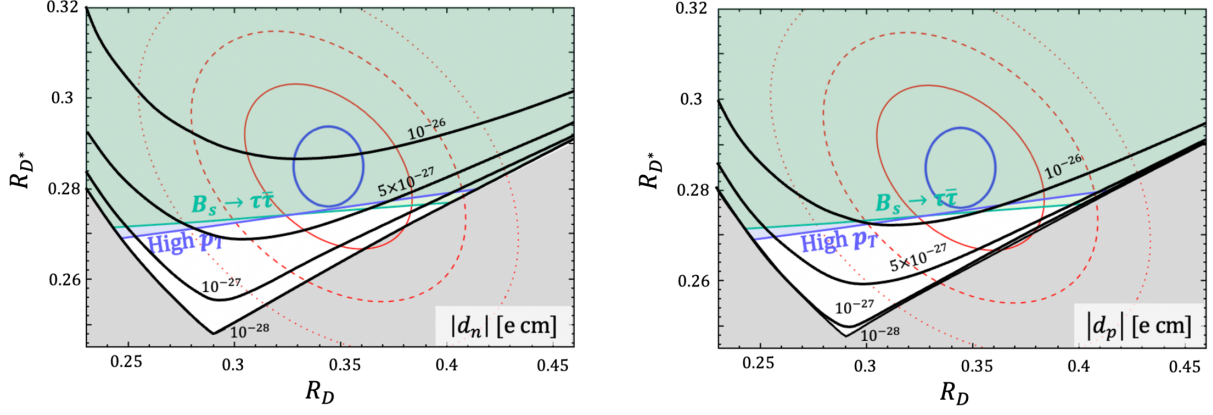 0.32
0.3
0.28
0.26
R_{D*}
10⁻²⁶
5×10⁻²⁷
B_s → ττ̄
High p_T
10⁻²⁷
10⁻²⁸
|d_n| [e cm]
0.25 0.3 0.35 0.4 0.45
R_D
0.32
0.3
0.28
0.26
R_{D*}
10⁻²⁶
B_s → ττ̄
High p_T
5×10⁻²⁷
10⁻²⁷
10⁻²⁸
|d_p| [e cm]
0.25 0.3 0.35 0.4 0.45
R_D